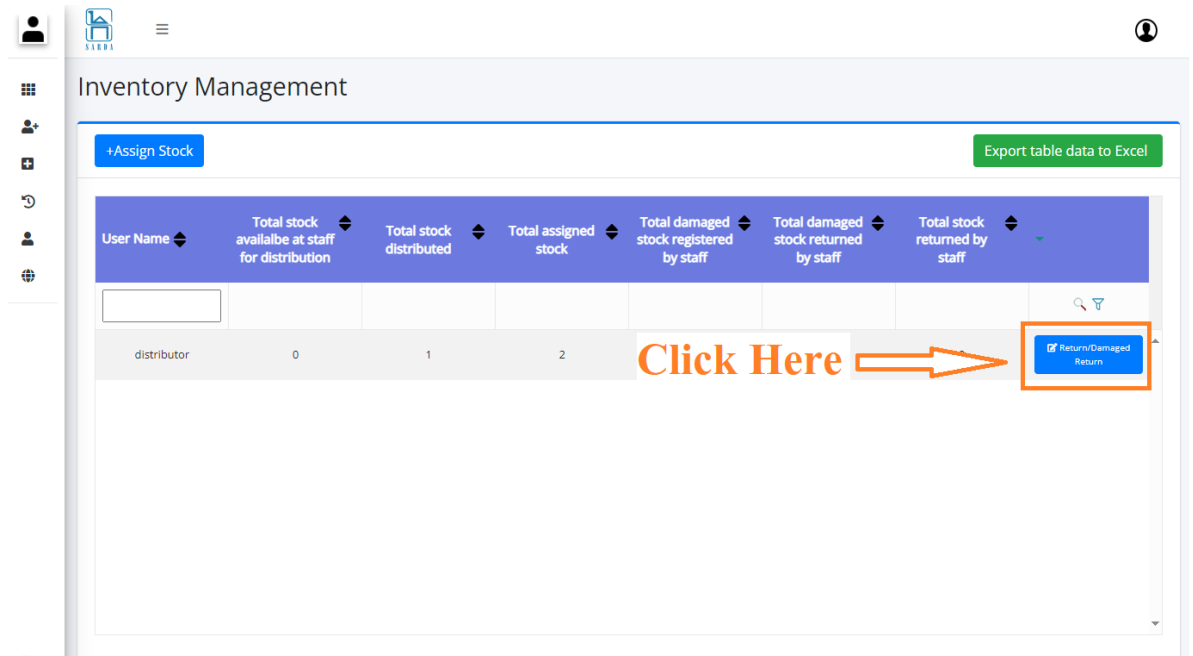 SARDA
Inventory Management
+Assign Stock
Export table data to Excel
User Name
Total stock
availalbe at staff
for distribution
Total stock
distributed
Total assigned
stock
Total damaged
stock registered
by staff
Total damaged
stock returned
by staff
Total stock
returned by
staff
distributor
0
1
2
Click Here
Return/Damaged
Return